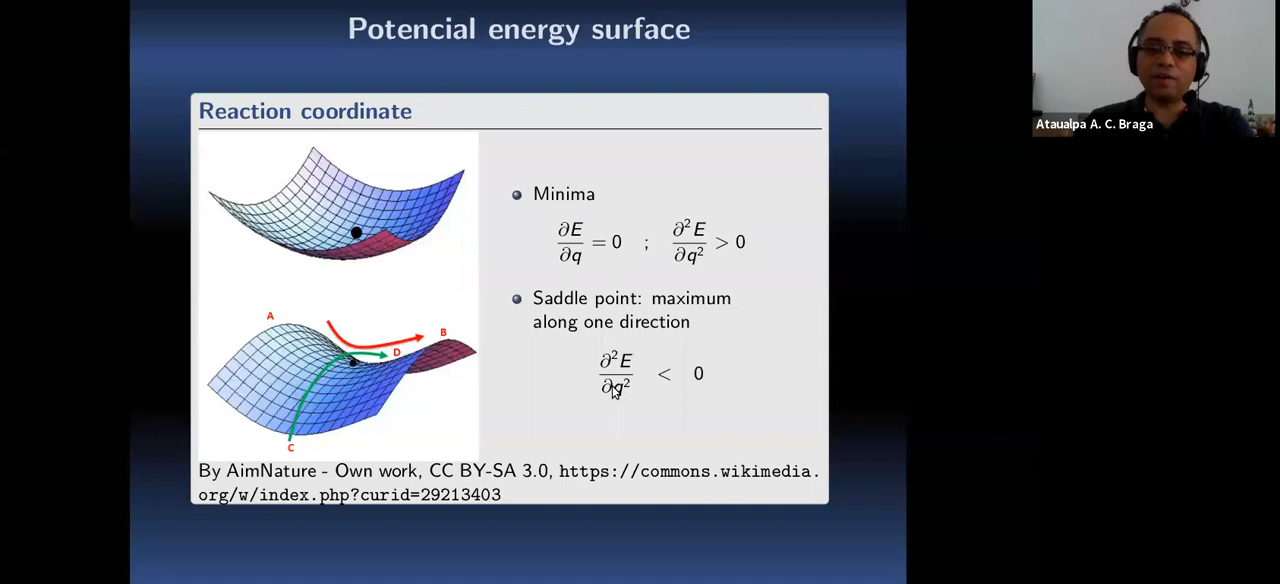 Potencial energy surface
Reaction coordinate
Minima
∂E/∂q = 0 ; ∂²E/∂q² > 0
Saddle point: maximum
along one direction
∂²E/∂q² < 0
A
B
D
C
By AimNature - Own work, CC BY-SA 3.0, https://commons.wikimedia.
org/w/index.php?curid=29213403
Ataualpa A. C. Braga